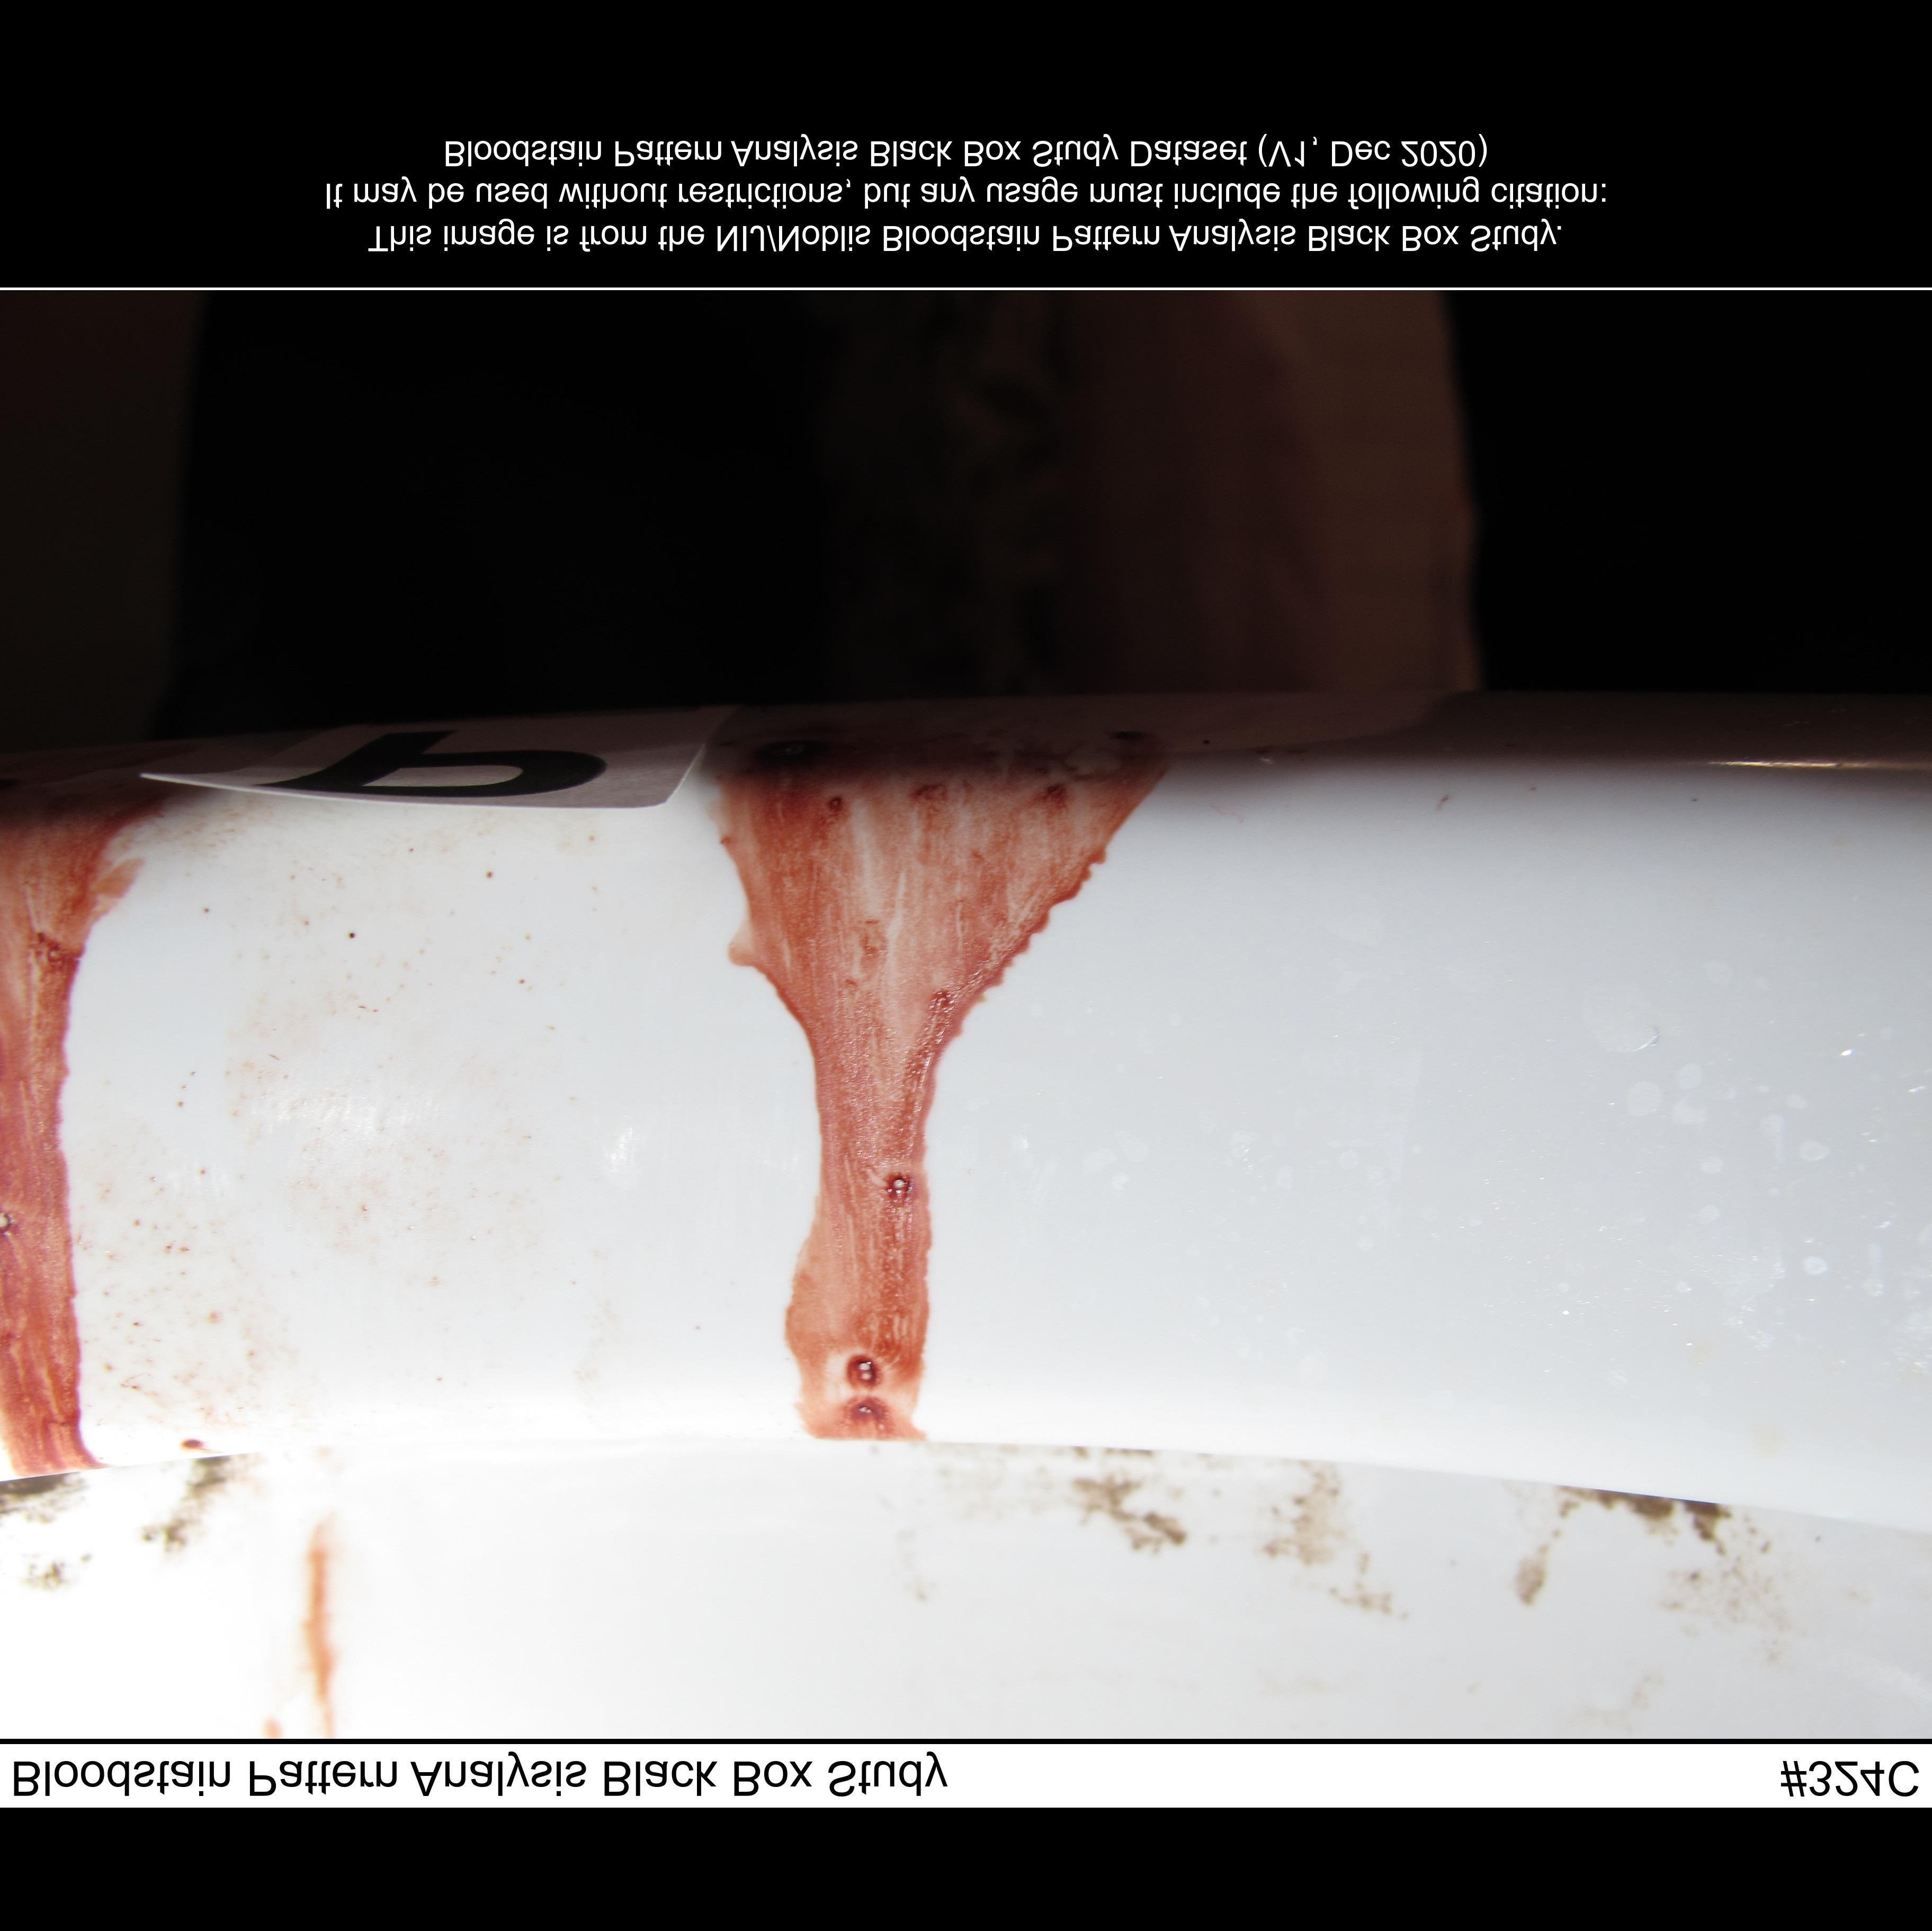 Bloodstain Pattern Analysis Black Box Study #324C
This image is from the NIJ/Noblis Bloodstain Pattern Analysis Black Box Study.
It may be used without restrictions, but any usage must include the following citation:
Bloodstain Pattern Analysis Black Box Study Dataset (V1, Dec 2020)